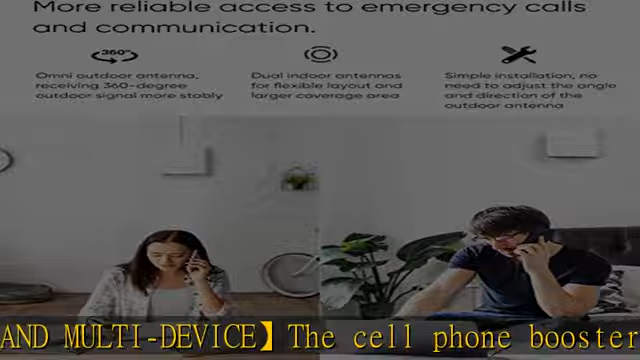 More reliable access to emergency calls
and communication.
360°
Omni outdoor antenna,
receiving 360-degree
outdoor signal more stably
Dual indoor antennas
for flexible layout and
larger coverage area
Simple installation, no
need to adjust the angle
and direction of the
outdoor antenna
AND MULTI-DEVICE】The cell phone booster